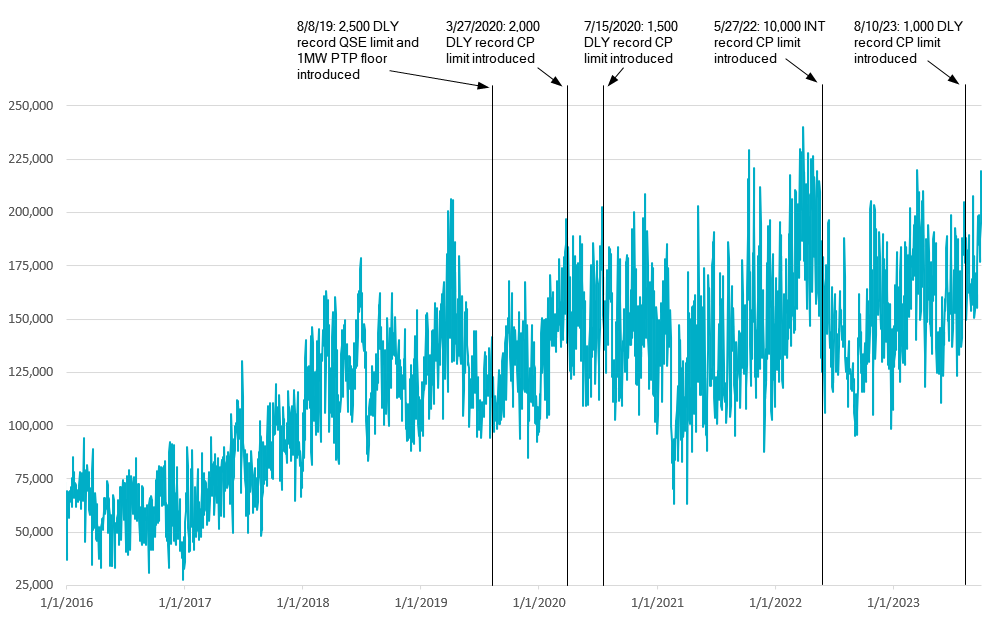 8/8/19: 2,500 DLY
record QSE limit and
1MW PTP floor
introduced
3/27/2020: 2,000
DLY record CP
limit introduced
7/15/2020: 1,500
DLY record CP
limit introduced
5/27/22: 10,000 INT
record CP limit
introduced
8/10/23: 1,000 DLY
record CP limit
introduced
250,000
225,000
200,000
175,000
150,000
125,000
100,000
75,000
50,000
25,000
1/1/2016
1/1/2017
1/1/2018
1/1/2019
1/1/2020
1/1/2021
1/1/2022
1/1/2023